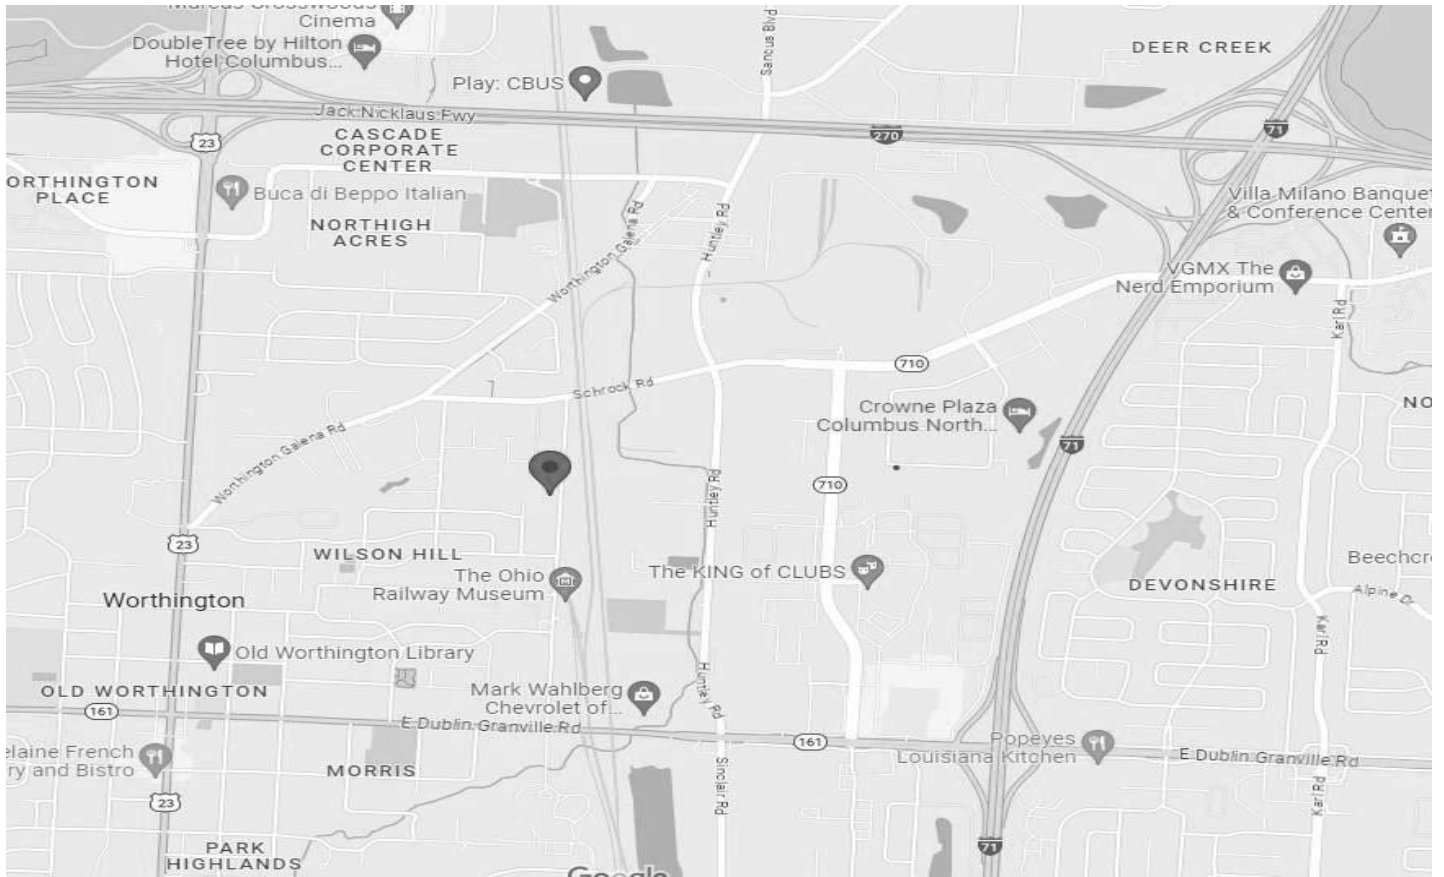 Cinema
DoubleTree by Hilton
Hotel Columbus...
Play: CBUS
Sancus Blvd
DEER CREEK
Jack Nicklaus Fwy
23
270
71
CASCADE
CORPORATE
CENTER
ORTHINGTON
PLACE
Buca di Beppo Italian
NORTHIGH
ACRES
Worthington Galena Rd
Huntley Rd
Villa Milano Banquet
& Conference Center
VGMX The
Nerd Emporium
Karl Rd
710
Schrock Rd
Crowne Plaza
Columbus North...
NO
Worthington Galena Rd
71
Huntley Rd
710
23
WILSON HILL
The Ohio
Railway Museum
The KING of CLUBS
DEVONSHIRE
Beechcr
Alpine Dr
Worthington
Karl Rd
Old Worthington Library
OLD WORTHINGTON
Mark Wahlberg
Chevrolet of...
Huntley Rd
161
E Dublin Granville Rd
161
Popeyes
Louisiana Kitchen
E Dublin Granville Rd
elaine French
ry and Bistro
MORRIS
Sinclair Rd
Karl Rd
23
71
PARK
HIGHLANDS
Google